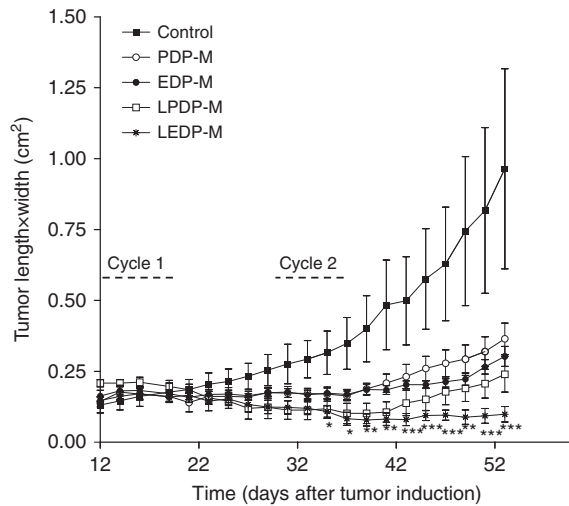 1.50
Control
PDP-M
EDP-M
LPDP-M
LEDP-M
1.25
1.00
0.75
0.50
0.25
0.00
Tumor length×width (cm²)
Cycle 1 Cycle 2
* * ** ** *** *** *** ** *** ***
12 22 32 42 52
Time (days after tumor induction)